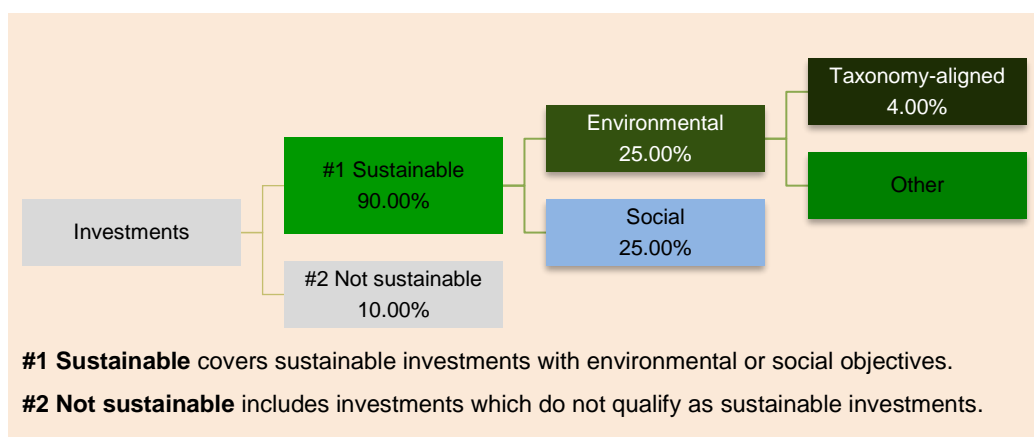 Taxonomy-aligned
4.00%
Environmental
25.00%
#1 Sustainable
90.00%
Other
Investments
Social
25.00%
#2 Not sustainable
10.00%
#1 Sustainable covers sustainable investments with environmental or social objectives.
#2 Not sustainable includes investments which do not qualify as sustainable investments.